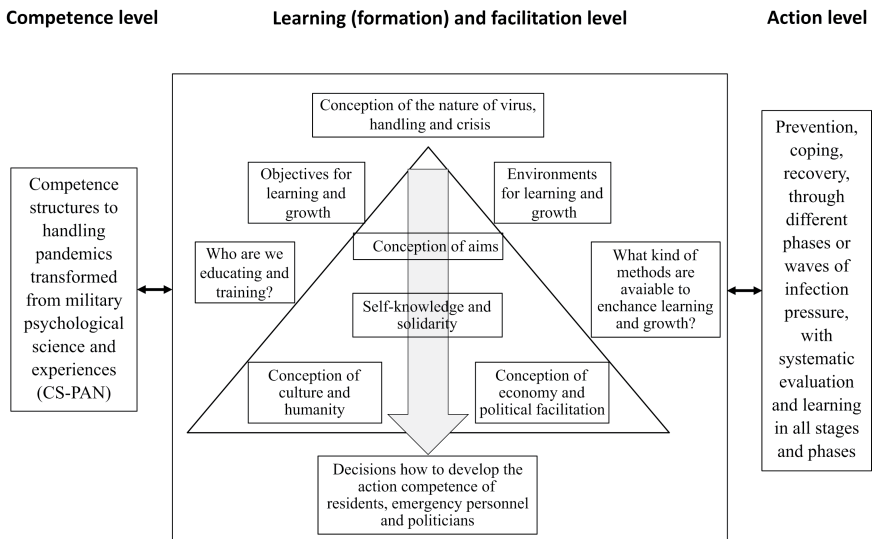 Competence level
Learning (formation) and facilitation level
Action level
Conception of the nature of virus,
handling and crisis
Objectives for
learning and
growth
Environments
for learning and
growth
Conception of aims
Who are we
educating and
training?
What kind of
methods are
avaiable to
enchance learning
and growth?
Self-knowledge and
solidarity
Conception of
culture and
humanity
Conception of
economy and
political facilitation
Decisions how to develop the
action competence of
residents, emergency personnel
and politicians
Competence
structures to
handling
pandemics
transformed
from military
psychological
science and
experiences
(CS-PAN)
Prevention,
coping,
recovery,
through
different
phases or
waves of
infection
pressure,
with
systematic
evaluation
and learning
in all stages
and phases